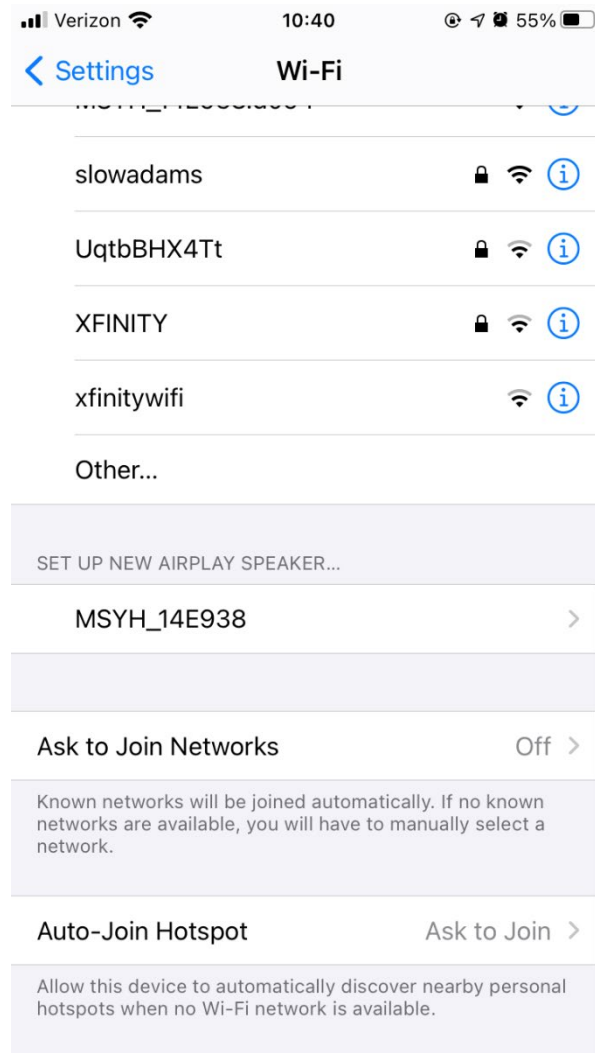 Verizon 10:40 55%
Settings Wi-Fi
slowadams
UqtbBHX4Tt
XFINITY
xfinitywifi
Other...
SET UP NEW AIRPLAY SPEAKER...
MSYH_14E938
Ask to Join Networks Off
Known networks will be joined automatically. If no known
networks are available, you will have to manually select a
network.
Auto-Join Hotspot Ask to Join
Allow this device to automatically discover nearby personal
hotspots when no Wi-Fi network is available.